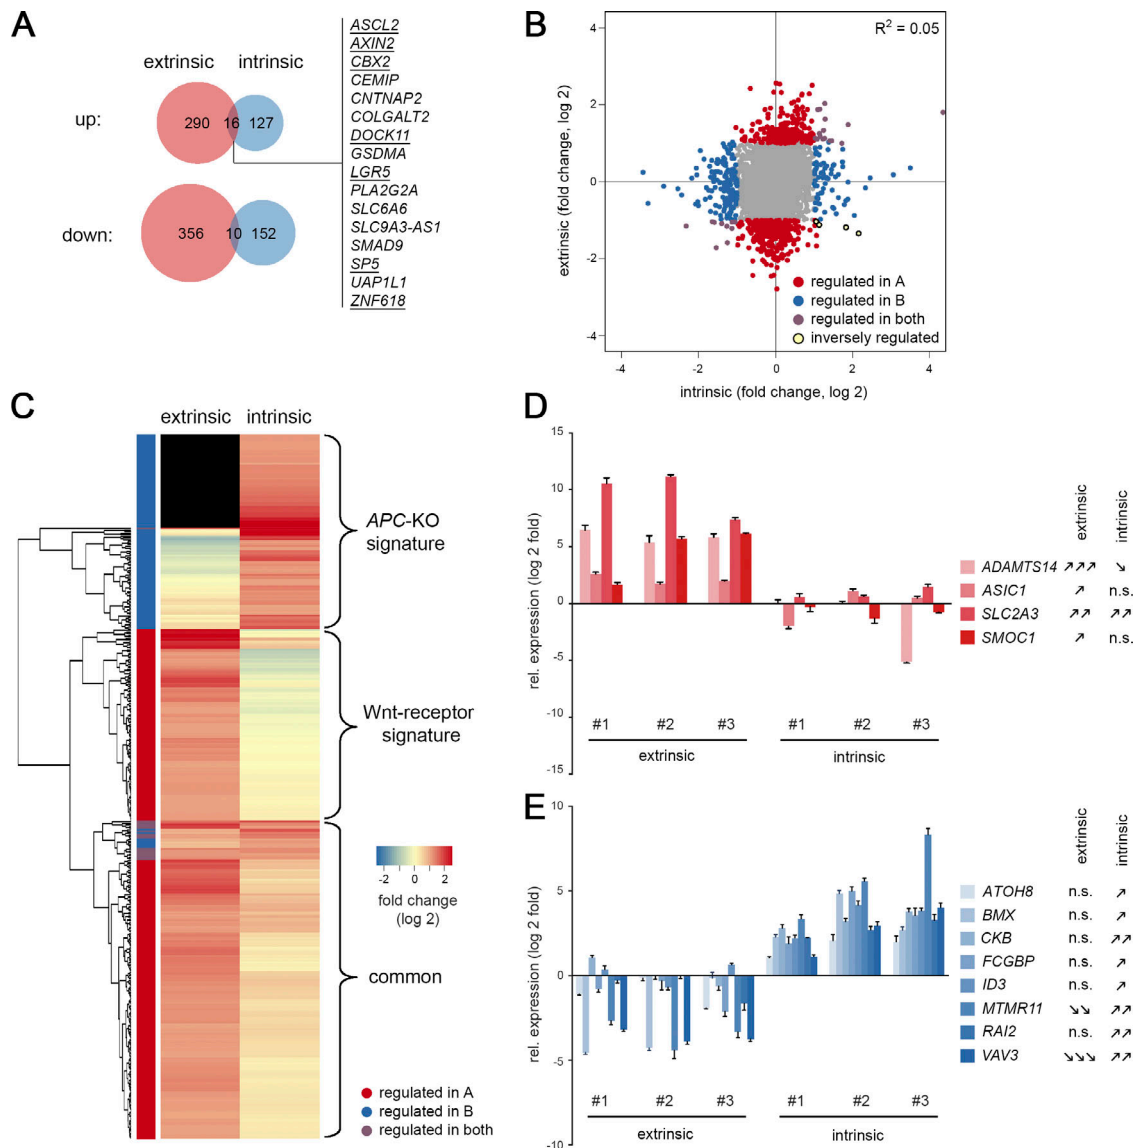 A
extrinsic intrinsic
up:
290 16 127
down:
356 10 152
ASCL2
AXIN2
CBX2
CEMIP
CNTNAP2
COLGALT2
DOCK11
GSDMA
LGR5
PLA2G2A
SLC6A6
SLC9A3-AS1
SMAD9
SP5
UAP1L1
ZNF618
B
R2 = 0.05
extrinsic (fold change, log 2)
4
2
0
-2
-4
-4 -2 0 2 4
intrinsic (fold change, log 2)
regulated in A
regulated in B
regulated in both
inversely regulated
C
extrinsic intrinsic
APC-KO
signature
Wnt-receptor
signature
common
-2 0 2
fold change
(log 2)
regulated in A
regulated in B
regulated in both
D
rel. expression (log 2 fold)
15
10
5
0
-5
-10
-15
#1 #2 #3 #1 #2 #3
extrinsic intrinsic
extrinsic intrinsic
ADAMTS14 ↗↗↗ ↘
ASIC1 ↗ n.s.
SLC2A3 ↗↗ ↗↗
SMOC1 ↗ n.s.
E
rel. expression (log 2 fold)
10
5
0
-5
-10
#1 #2 #3 #1 #2 #3
extrinsic intrinsic
extrinsic intrinsic
ATOH8 n.s. ↗
BMX n.s. ↗
CKB n.s. ↗↗
FCGBP n.s. ↗
ID3 n.s. ↗
MTMR11 ↘↘ ↗↗
RAI2 n.s. ↗↗
VAV3 ↘↘↘ ↗↗